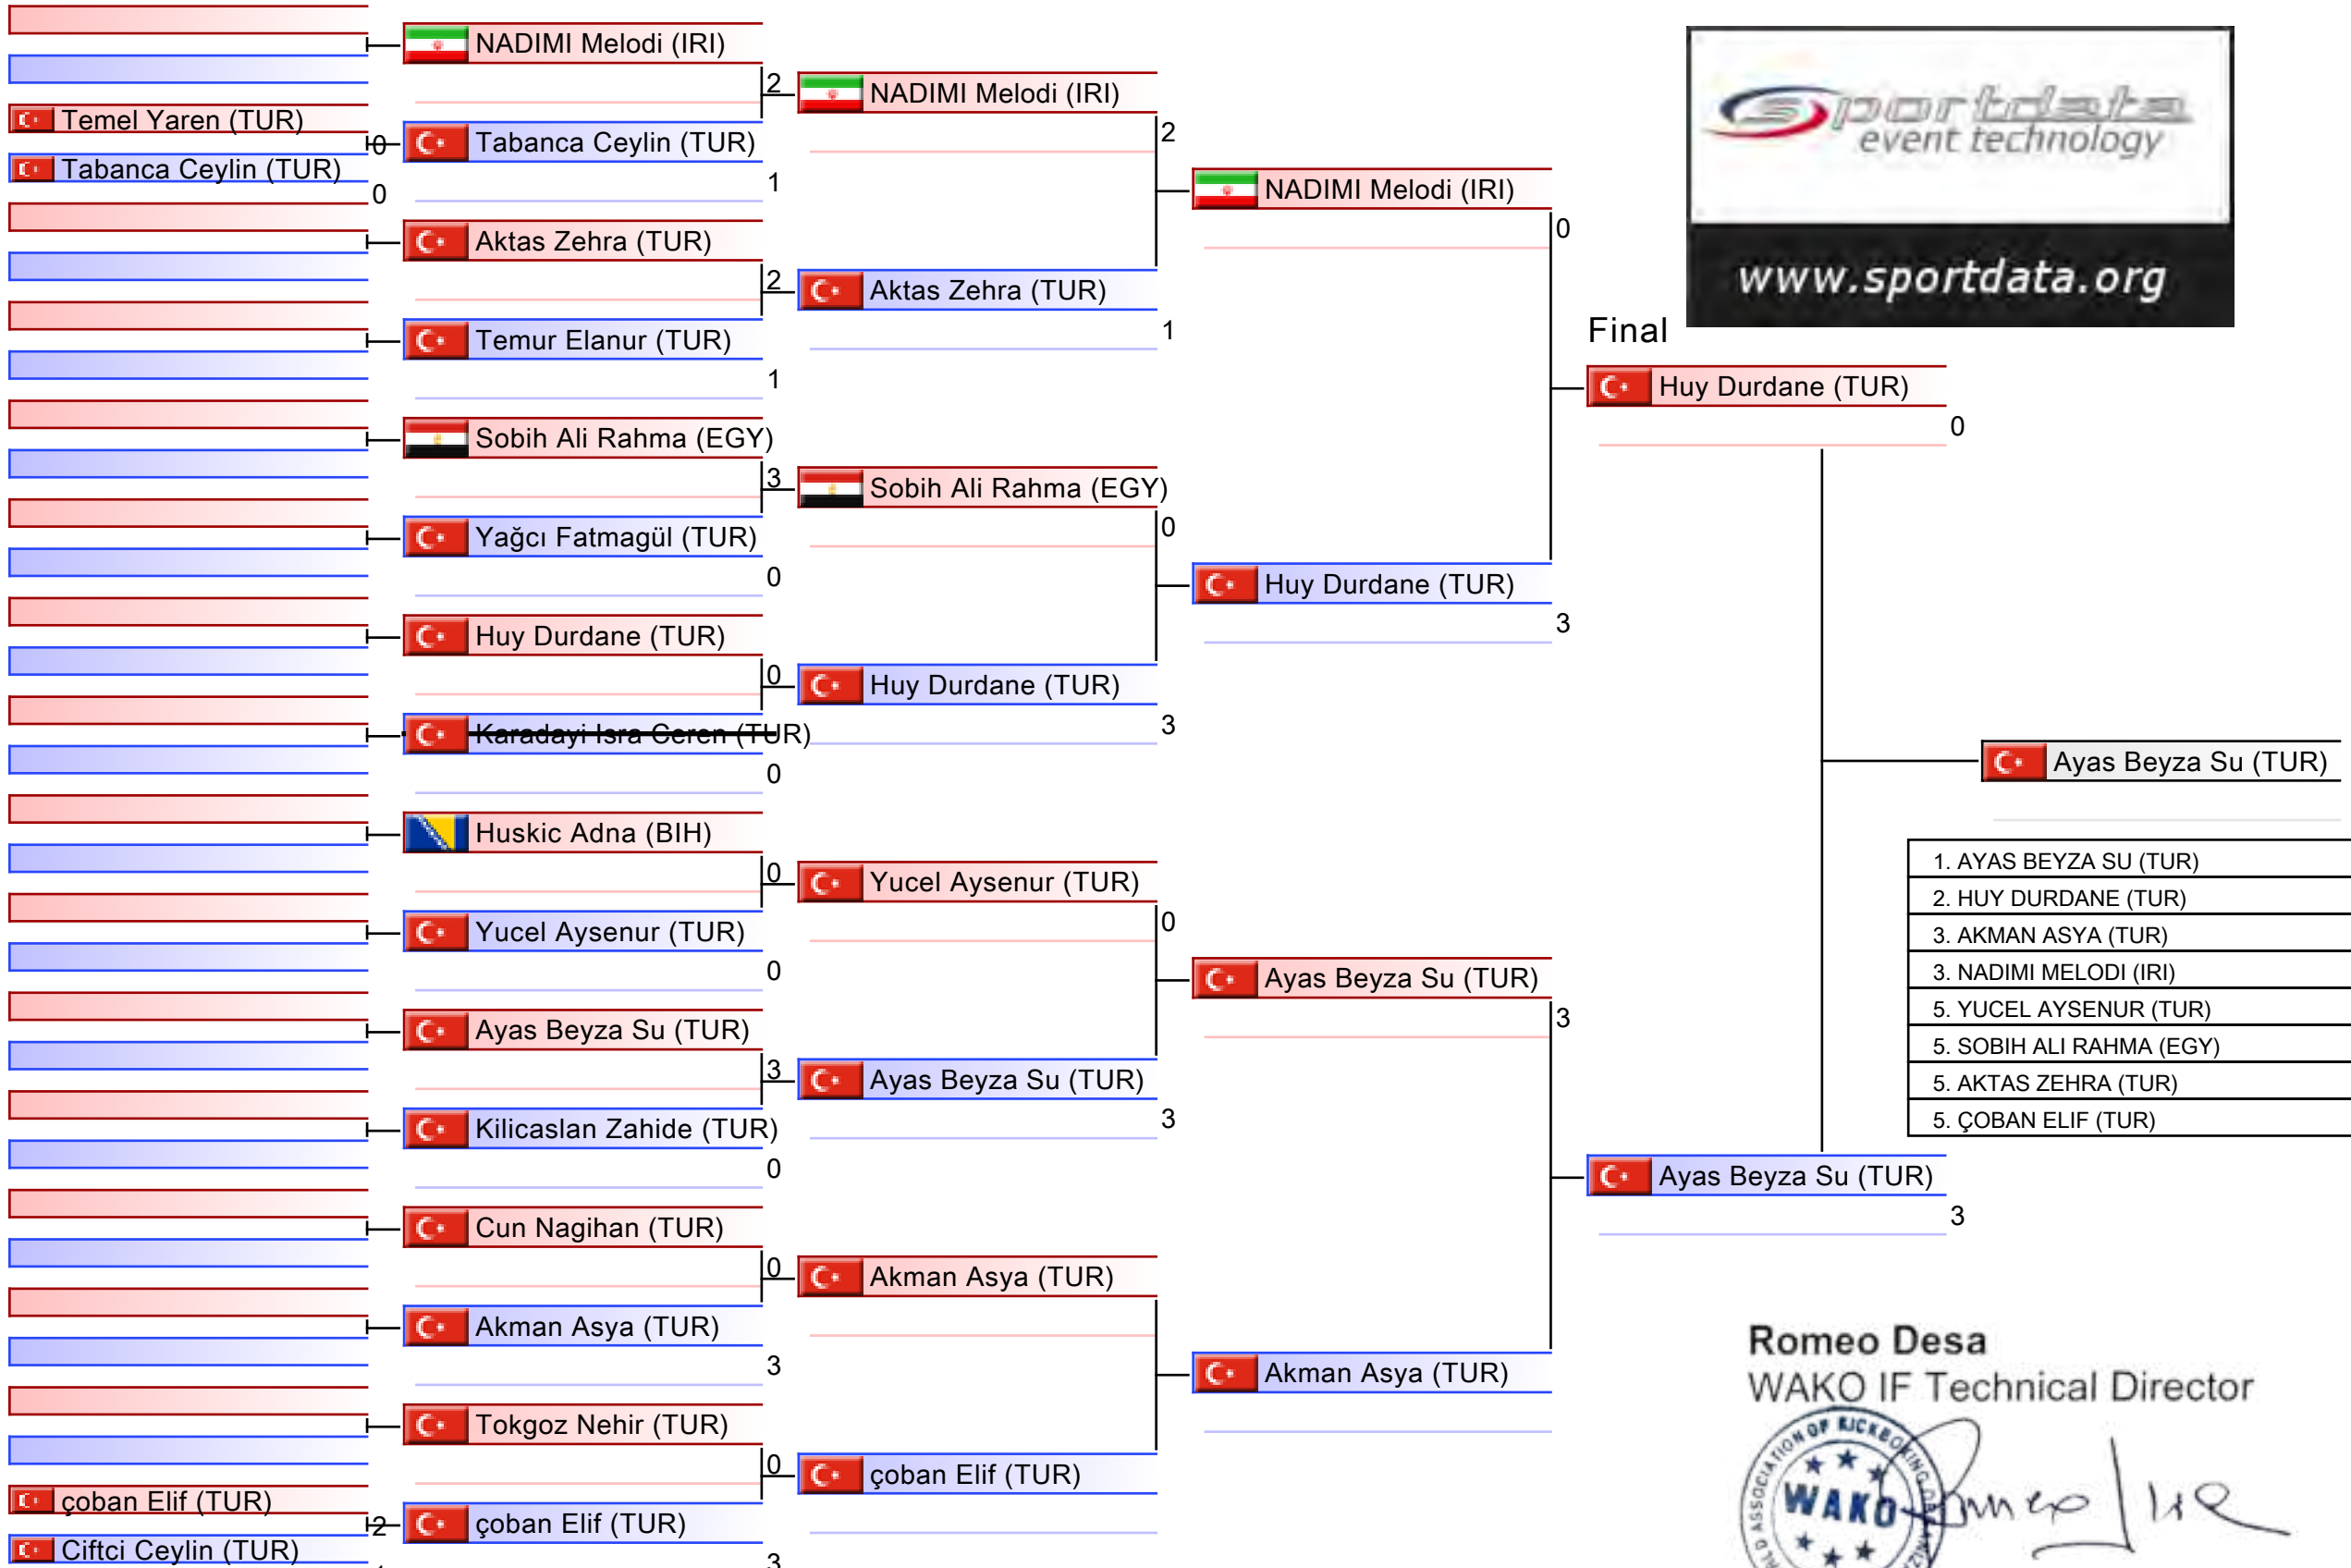 NADIMI Melodi (IRI)
2
NADIMI Melodi (IRI)
Temel Yaren (TUR)
0
Tabanca Ceylin (TUR)
2
Tabanca Ceylin (TUR)
0
1
NADIMI Melodi (IRI)
0
Aktas Zehra (TUR)
2
Aktas Zehra (TUR)
1
Temur Elanur (TUR)
1
sportdata
event technology
www.sportdata.org
Final
Huy Durdane (TUR)
0
Sobih Ali Rahma (EGY)
3
Sobih Ali Rahma (EGY)
0
Yağcı Fatmagül (TUR)
0
Huy Durdane (TUR)
3
Huy Durdane (TUR)
0
Huy Durdane (TUR)
3
Karadayi Isra Ceren (TUR)
0
Ayas Beyza Su (TUR)
Huskic Adna (BIH)
0
Yucel Aysenur (TUR)
0
Yucel Aysenur (TUR)
0
Ayas Beyza Su (TUR)
3
1. AYAS BEYZA SU (TUR)
2. HUY DURDANE (TUR)
3. AKMAN ASYA (TUR)
3. NADIMI MELODI (IRI)
5. YUCEL AYSENUR (TUR)
5. SOBIH ALI RAHMA (EGY)
5. AKTAS ZEHRA (TUR)
5. ÇOBAN ELIF (TUR)
Ayas Beyza Su (TUR)
3
Ayas Beyza Su (TUR)
3
Kilicaslan Zahide (TUR)
0
Ayas Beyza Su (TUR)
3
Cun Nagihan (TUR)
0
Akman Asya (TUR)
Akman Asya (TUR)
3
Akman Asya (TUR)
Tokgoz Nehir (TUR)
0
çoban Elif (TUR)
çoban Elif (TUR)
2
çoban Elif (TUR)
3
Ciftci Ceylin (TUR)
Romeo Desa
WAKO IF Technical Director
WAKO